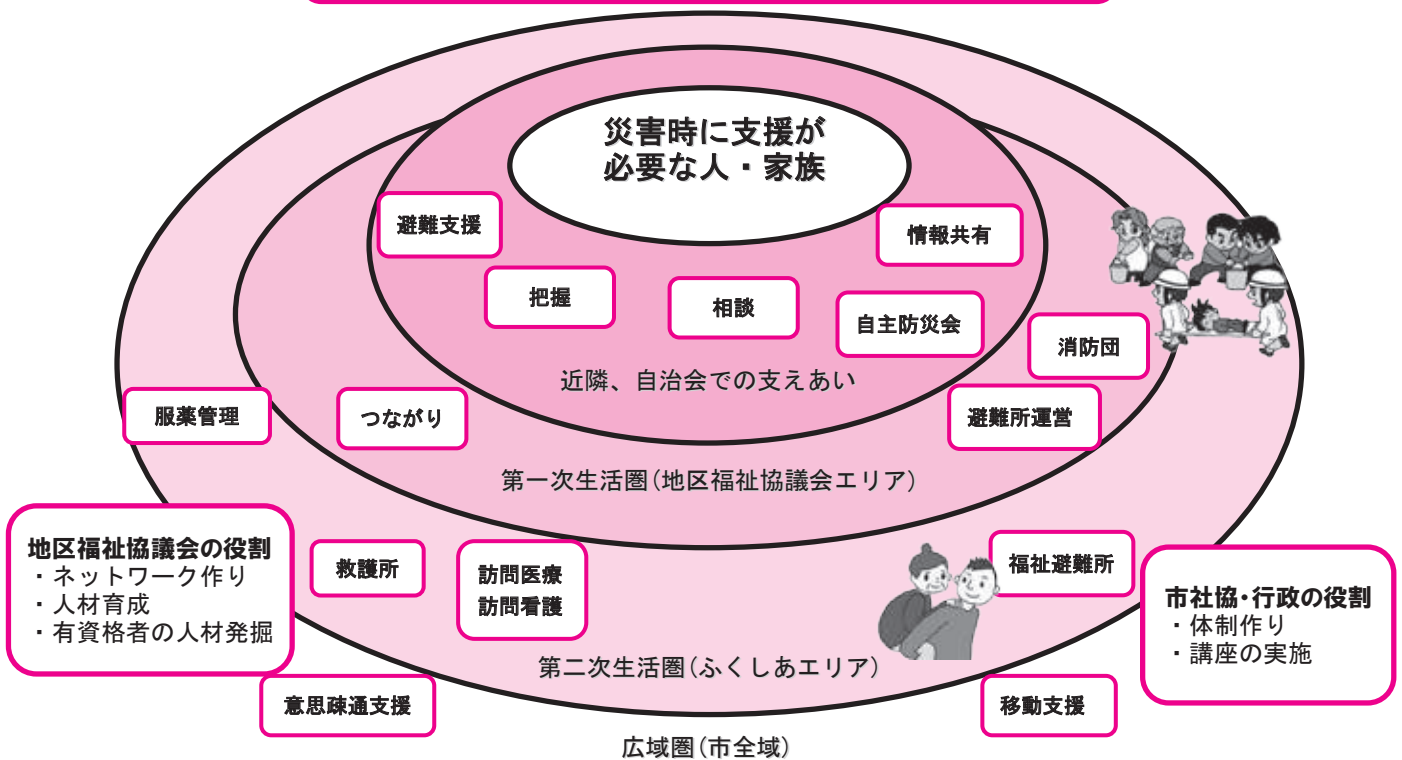 災害時に支援が
必要な人・家族
避難支援
情報共有
把握
相談
自主防災会
消防団
近隣、自治会での支えあい
服薬管理
つながり
避難所運営
第一次生活圏(地区福祉協議会エリア)
地区福祉協議会の役割
・ネットワーク作り
・人材育成
・有資格者の人材発掘
救護所
訪問医療
訪問看護
福祉避難所
市社協・行政の役割
・体制作り
・講座の実施
第二次生活圏(ふくしあエリア)
意思疎通支援
移動支援
広域圏(市全域)